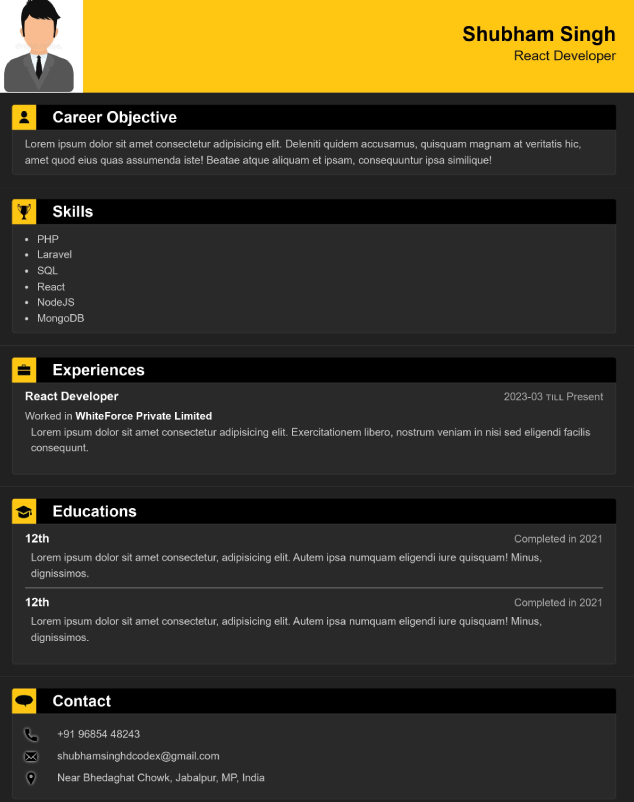 Shubham Singh
React Developer
Career Objective
Lorem ipsum dolor sit amet consectetur adipisicing elit. Deleniti quidem accusamus, quisquam magnam at veritatis hic,
amet quod eius quas assumenda iste! Beatae atque aliquam et ipsam, consequuntur ipsa similique!
Skills
• PHP
• Laravel
• SQL
• React
• NodeJS
• MongoDB
Experiences
React Developer 2023-03 TILL Present
Worked in WhiteForce Private Limited
Lorem ipsum dolor sit amet consectetur adipisicing elit. Exercitationem libero, nostrum veniam in nisi sed eligendi facilis
consequunt.
Educations
12th Completed in 2021
Lorem ipsum dolor sit amet consectetur, adipisicing elit. Autem ipsa numquam eligendi iure quisquam! Minus,
dignissimos.
12th Completed in 2021
Lorem ipsum dolor sit amet consectetur, adipisicing elit. Autem ipsa numquam eligendi iure quisquam! Minus,
dignissimos.
Contact
+91 96854 48243
shubhamsinghdcodex@gmail.com
Near Bhedaghat Chowk, Jabalpur, MP, India